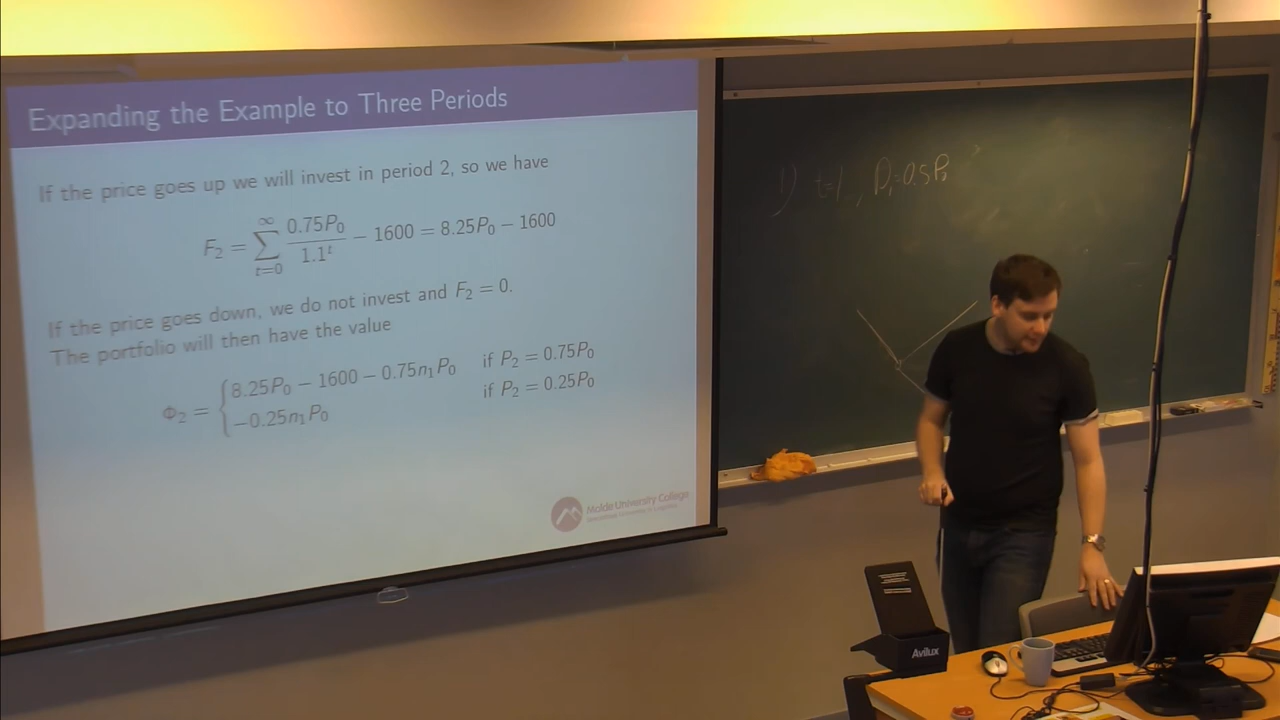 Expanding the Example to Three Periods
If the price goes up we will invest in period 2, so we have
F₂ = ∑_{t=0}^{∞} 0.75P₀/1.1ᵗ − 1600 = 8.25P₀ − 1600
If the price goes down, we do not invest and F₂ = 0.
The portfolio will then have the value
Φ₂ = { 8.25P₀ − 1600 − 0.75n₁P₀ if P₂ = 0.75P₀
−0.25n₁P₀ if P₂ = 0.25P₀
Molde University College
1) t=1, P₁=0.5P₀
Avilux